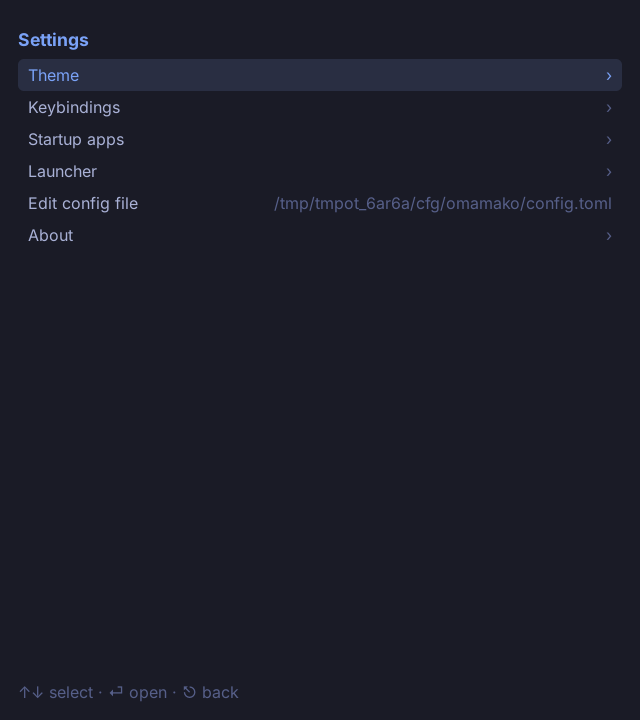 Settings
Theme ›
Keybindings ›
Startup apps ›
Launcher ›
Edit config file /tmp/tmpot_6ar6a/cfg/omamako/config.toml
About ›
↑↓ select · ⏎ open · ⎋ back